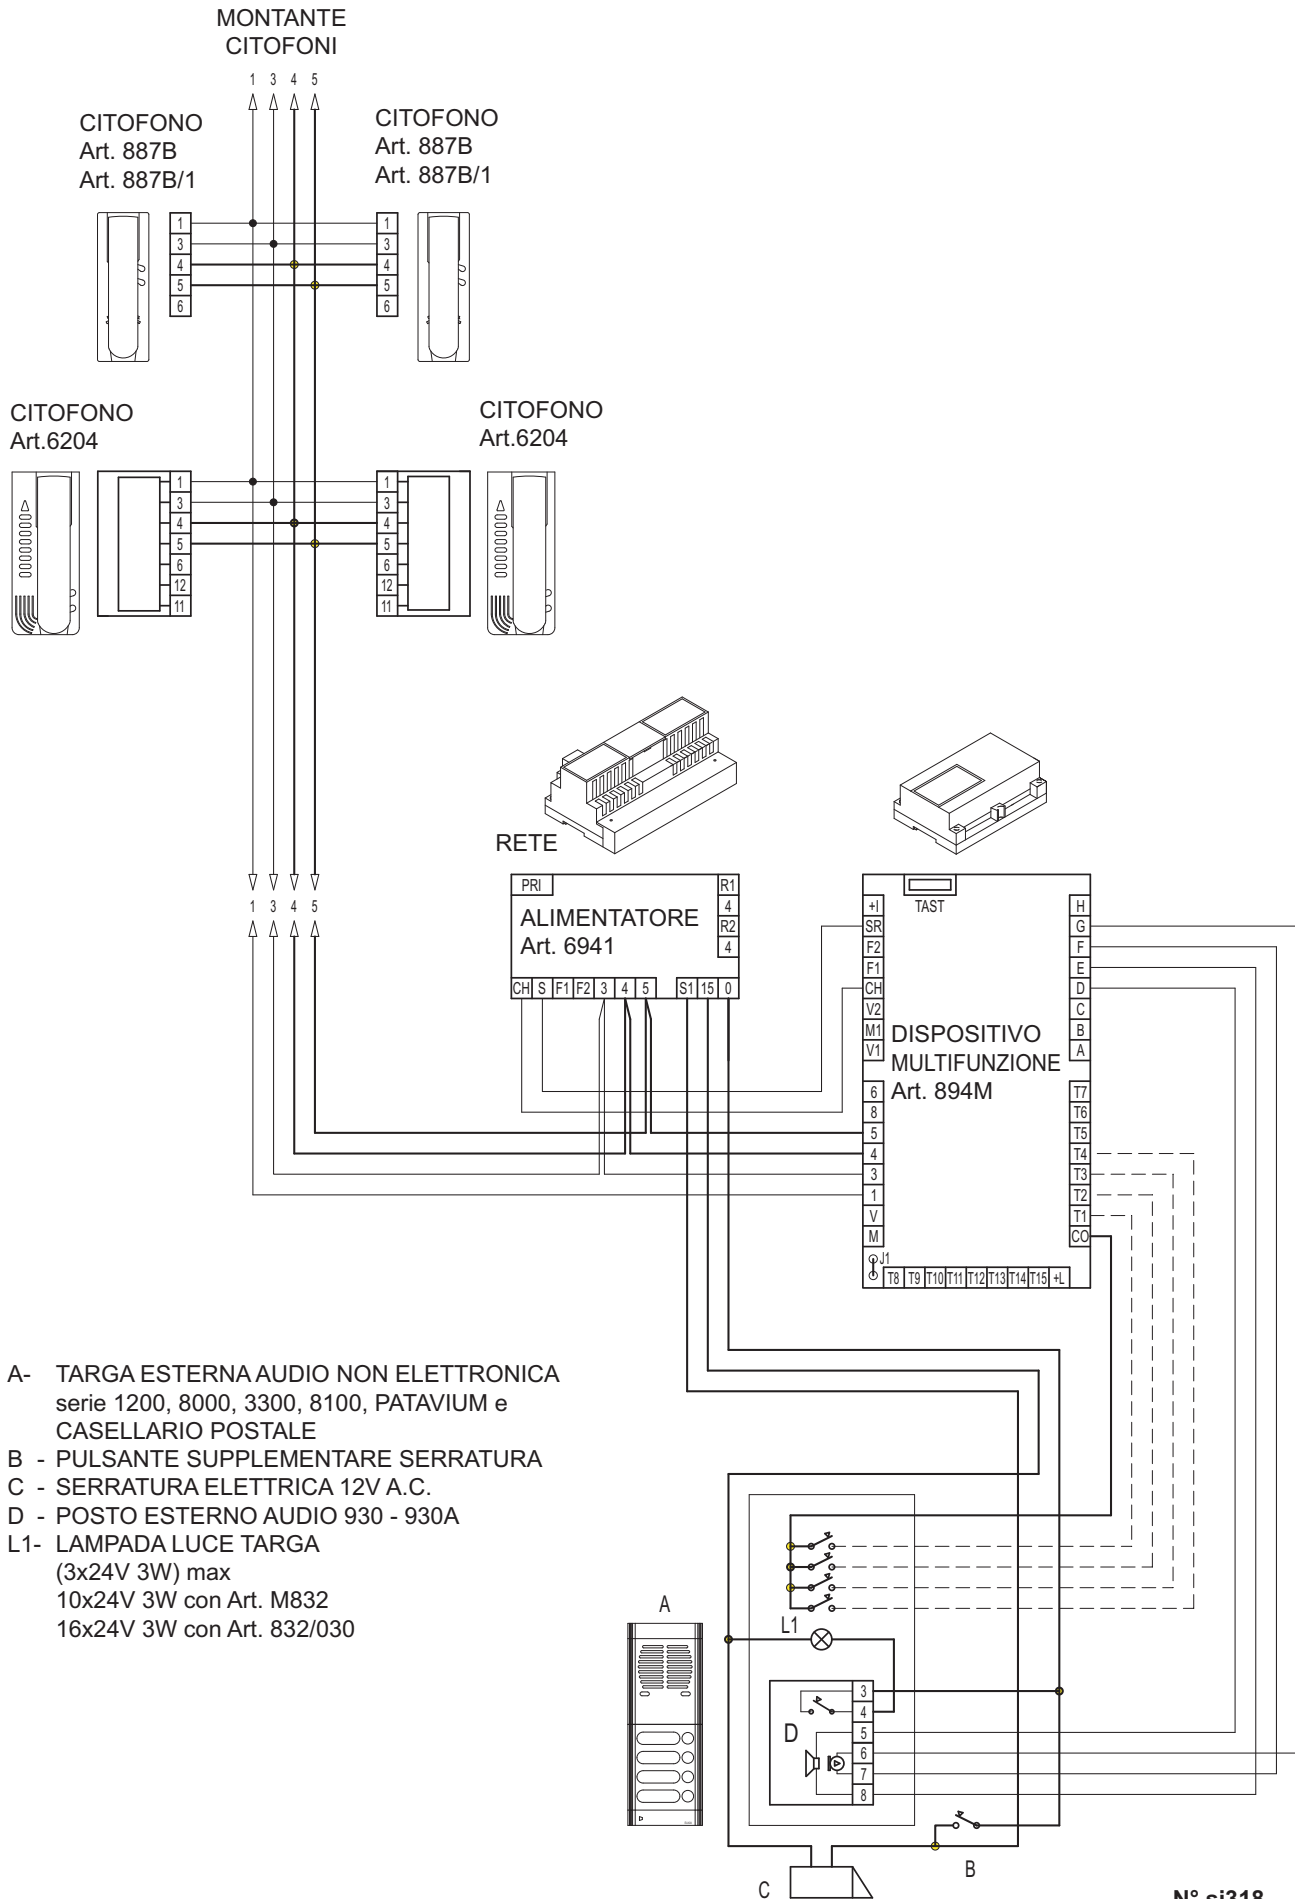 MONTANTE
CITOFONI
1 3 4 5
CITOFONO
Art. 887B
Art. 887B/1
CITOFONO
Art. 887B
Art. 887B/1
1 1
3 3
4 4
5 5
6 6
CITOFONO
Art.6204
CITOFONO
Art.6204
1 1
3 3
4 4
5 5
6 6
12 12
11 11
RETE
1 3 4 5
PRI
R1
4
R2
4
ALIMENTATORE
Art. 6941
CH S F1 F2 3 4 5 S1 15 0
TAST
+I
SR
F2
F1
CH
V2
M1
V1
6
8
5
4
3
1
V
M
J1
DISPOSITIVO
MULTIFUNZIONE
Art. 894M
H
G
F
E
D
C
B
A
T7
T6
T5
T4
T3
T2
T1
CO
T8 T9 T10 T11 T12 T13 T14 T15 +L
A- TARGA ESTERNA AUDIO NON ELETTRONICA
serie 1200, 8000, 3300, 8100, PATAVIUM e
CASELLARIO POSTALE
B - PULSANTE SUPPLEMENTARE SERRATURA
C - SERRATURA ELETTRICA 12V A.C.
D - POSTO ESTERNO AUDIO 930 - 930A
L1- LAMPADA LUCE TARGA
(3x24V 3W) max
10x24V 3W con Art. M832
16x24V 3W con Art. 832/030
A
L1
D
3
4
5
6
7
8
B
C
N° si318